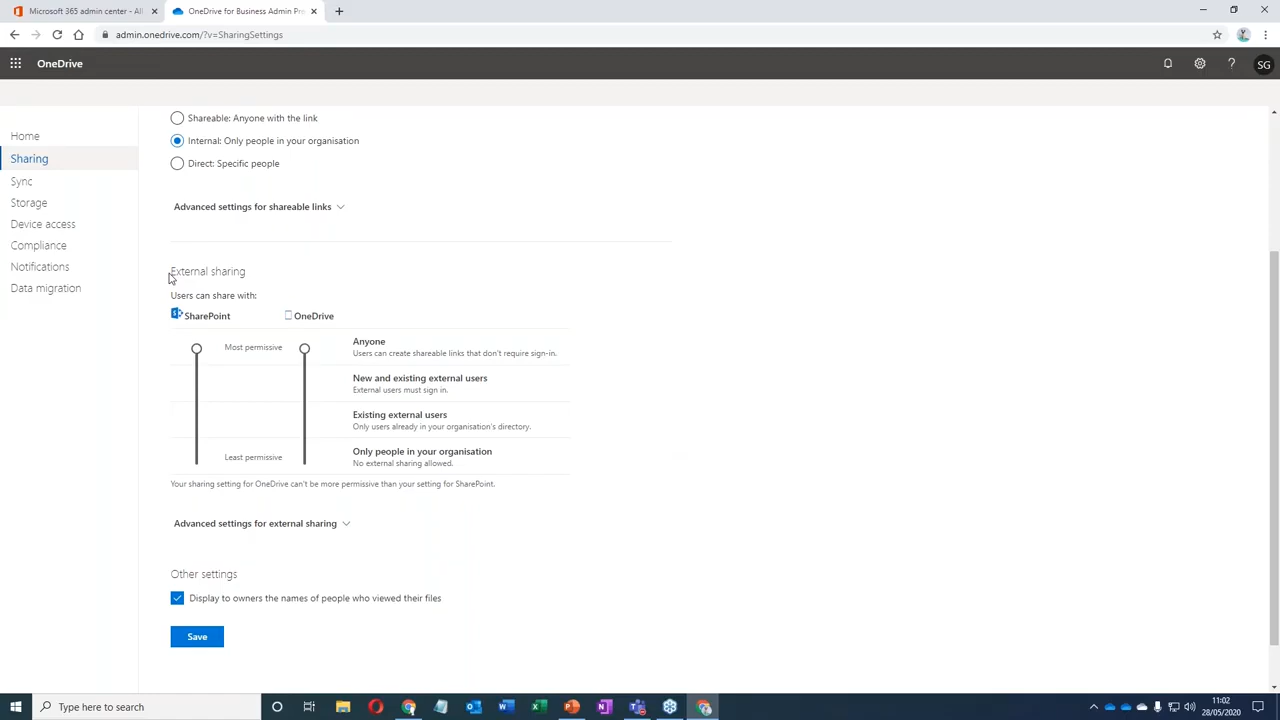 Microsoft 365 admin center - All
OneDrive for Business Admin Pre
admin.onedrive.com/?v=SharingSettings
OneDrive
SG
Home
Sharing
Sync
Storage
Device access
Compliance
Notifications
Data migration
Shareable: Anyone with the link
Internal: Only people in your organisation
Direct: Specific people
Advanced settings for shareable links
External sharing
Users can share with:
SharePoint
OneDrive
Most permissive
Anyone
Users can create shareable links that don't require sign-in.
New and existing external users
External users must sign in.
Existing external users
Only users already in your organisation's directory.
Least permissive
Only people in your organisation
No external sharing allowed.
Your sharing setting for OneDrive can't be more permissive than your setting for SharePoint.
Advanced settings for external sharing
Other settings
Display to owners the names of people who viewed their files
Save
Type here to search
11:02
28/05/2020